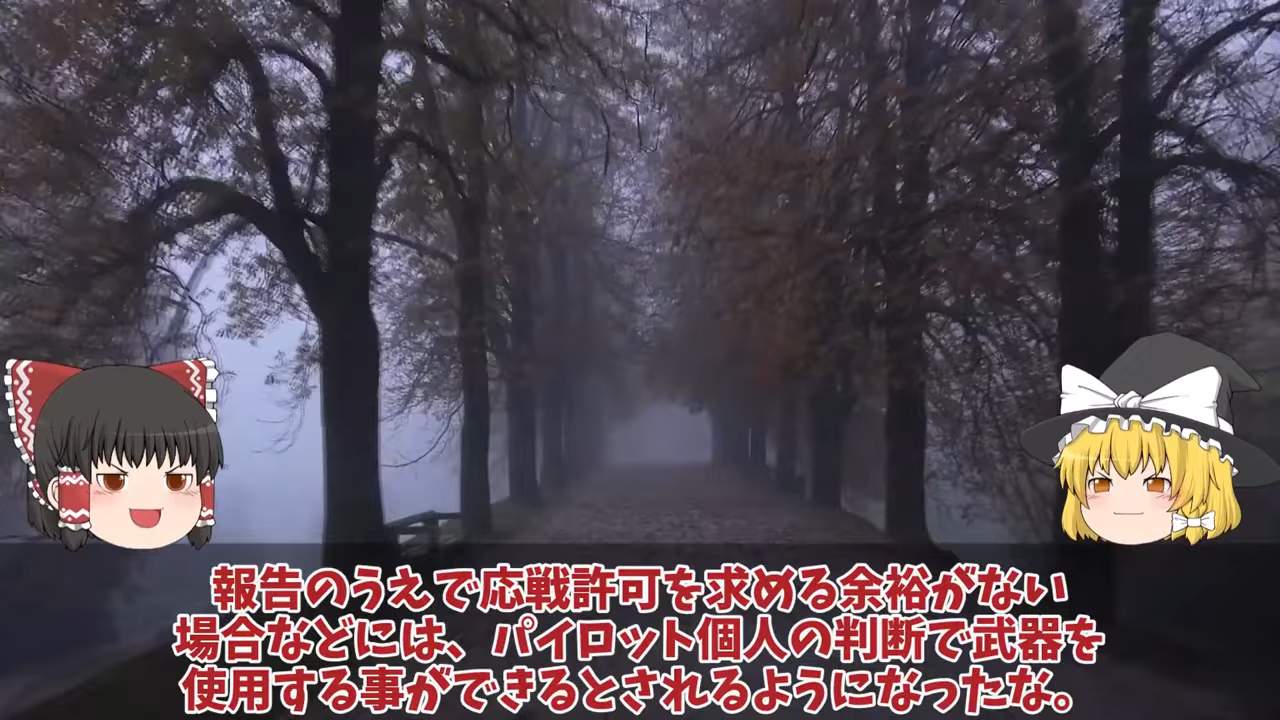 報告のうえで応戦許可を求める余裕がない
場合などには、パイロット個人の判断で武器を
使用する事ができるとされるようになったな。